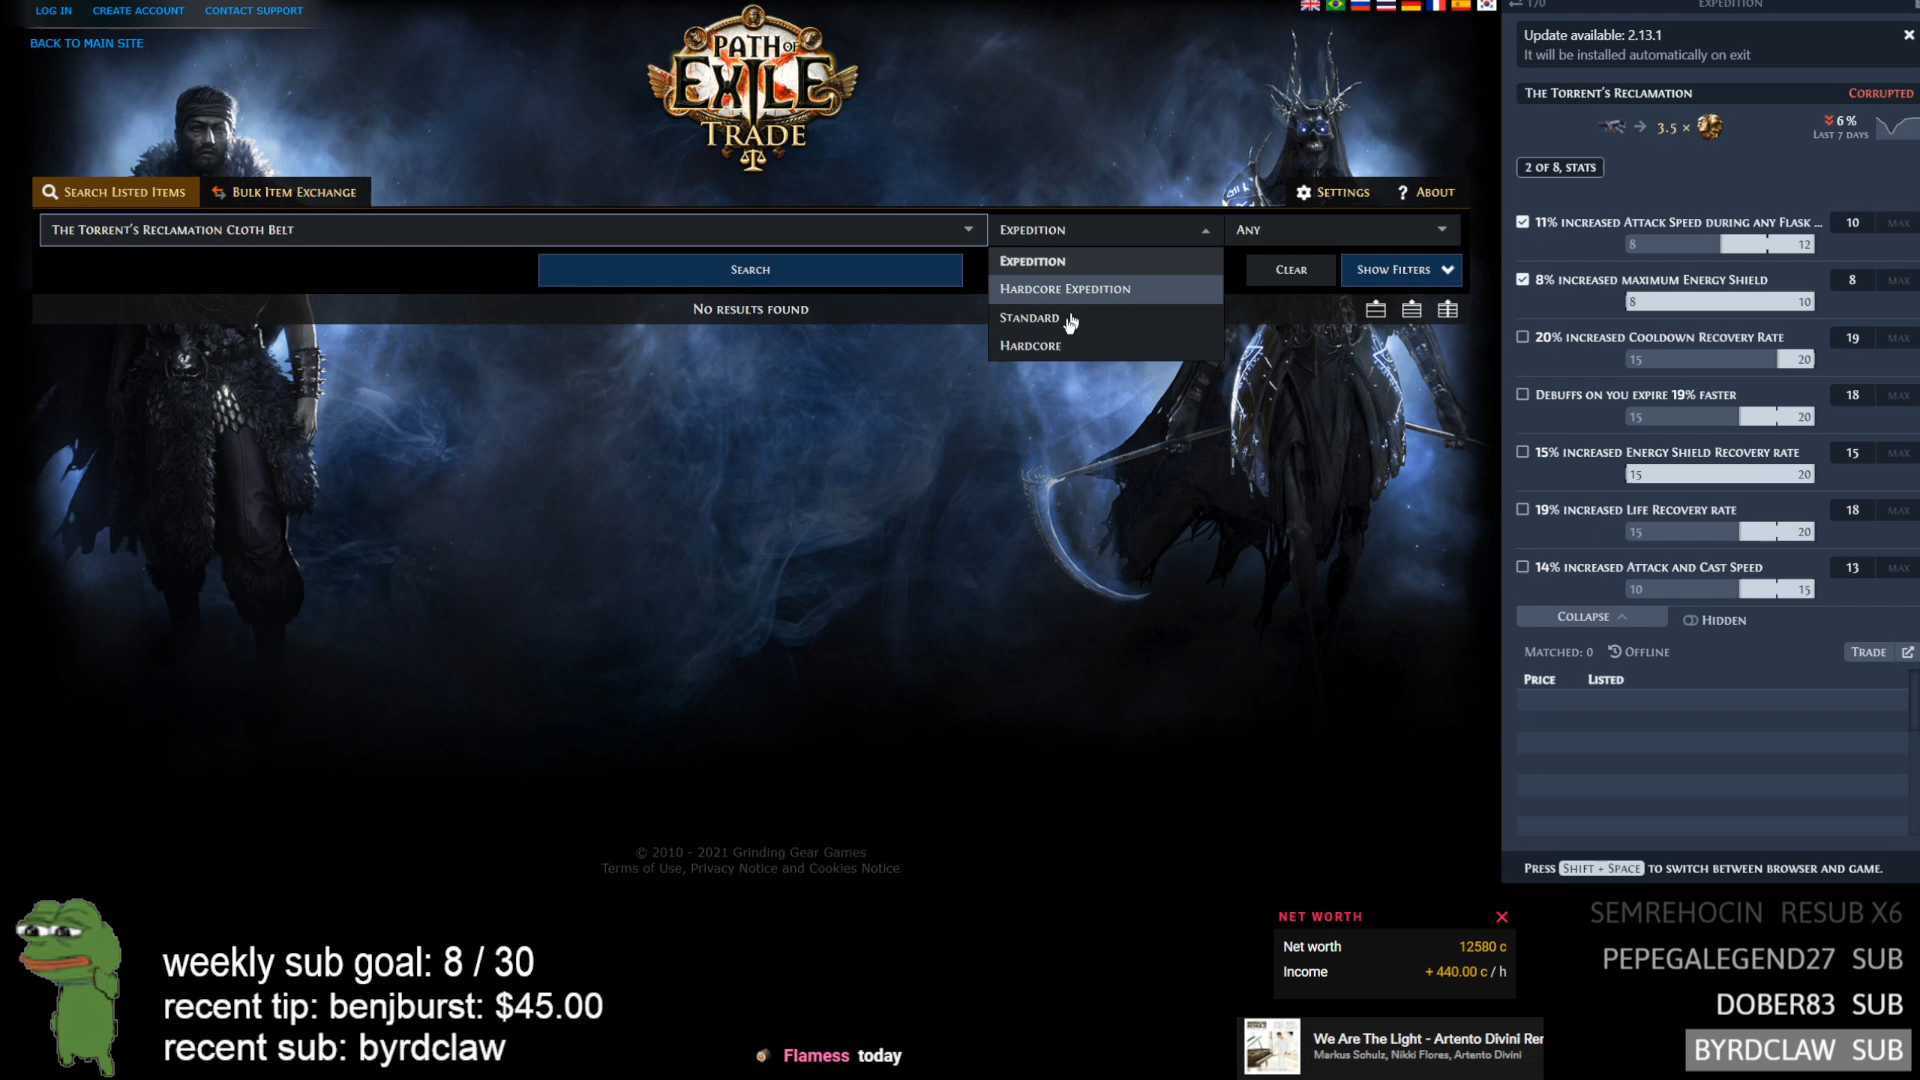 LOG IN CREATE ACCOUNT CONTACT SUPPORT
BACK TO MAIN SITE
PATH OF
EXILE
TRADE
SEARCH LISTED ITEMS
BULK ITEM EXCHANGE
SETTINGS
? ABOUT
THE TORRENT'S RECLAMATION CLOTH BELT
EXPEDITION
ANY
EXPEDITION
HARDCORE EXPEDITION
STANDARD
HARDCORE
SEARCH
CLEAR
SHOW FILTERS
NO RESULTS FOUND
© 2010 - 2021 Grinding Gear Games
Terms of Use, Privacy Notice and Cookies Notice
EXPEDITION
Update available: 2.13.1
It will be installed automatically on exit
THE TORRENT'S RECLAMATION CORRUPTED
3.5 ×
6 %
LAST 7 DAYS
2 OF 8, STATS
11% INCREASED ATTACK SPEED DURING ANY FLASK ... 10 MAX
8 12
8% INCREASED MAXIMUM ENERGY SHIELD 8 MAX
8 10
20% INCREASED COOLDOWN RECOVERY RATE 19 MAX
15 20
DEBUFFS ON YOU EXPIRE 19% FASTER 18 MAX
15 20
15% INCREASED ENERGY SHIELD RECOVERY RATE 15 MAX
15 20
19% INCREASED LIFE RECOVERY RATE 18 MAX
15 20
14% INCREASED ATTACK AND CAST SPEED 13 MAX
10 15
COLLAPSE HIDDEN
MATCHED: 0 OFFLINE TRADE
PRICE LISTED
PRESS SHIFT + SPACE TO SWITCH BETWEEN BROWSER AND GAME.
weekly sub goal: 8 / 30
recent tip: benjburst: $45.00
recent sub: byrdclaw
Flamess today
NET WORTH
Net worth 12580 c
Income + 440.00 c / h
We Are The Light - Artento Divini Rer
Markus Schulz, Nikki Flores, Artento Divini
SEMREHOCIN RESUB X6
PEPEGALEGEND27 SUB
DOBER83 SUB
BYRDCLAW SUB